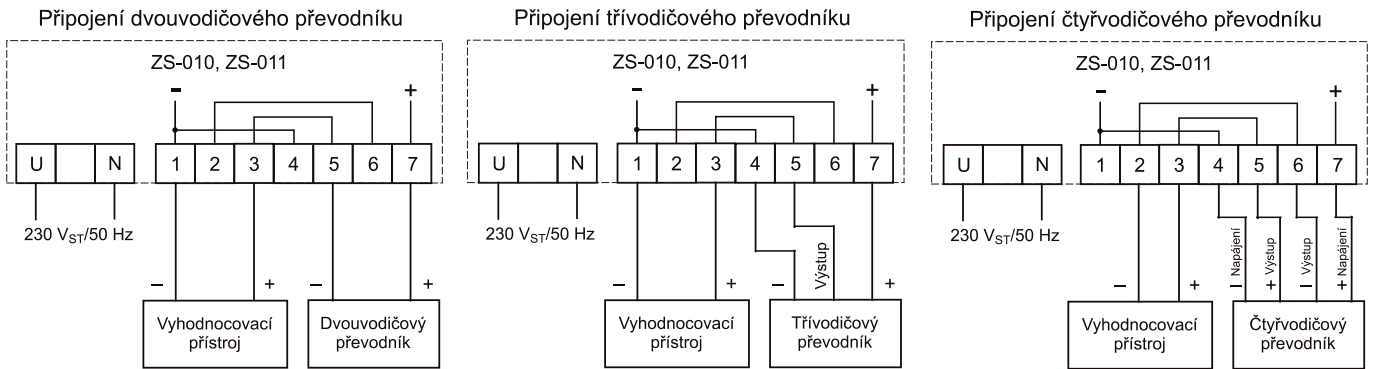 Připojení dvouvodičového převodníku
ZS-010, ZS-011
- +
U N 1 2 3 4 5 6 7
230 VST/50 Hz
– + – +
Vyhodnocovací
přístroj
Dvouvodičový
převodník
Připojení třívodičového převodníku
ZS-010, ZS-011
- +
U N 1 2 3 4 5 6 7
230 VST/50 Hz
Výstup
– + – +
Vyhodnocovací
přístroj
Třívodičový
převodník
Připojení čtyřvodičového převodníku
ZS-010, ZS-011
- +
U N 1 2 3 4 5 6 7
230 VST/50 Hz
– +
– Napájení
+ Výstup
– Výstup
+ Napájení
Vyhodnocovací
přístroj
Čtyřvodičový
převodník